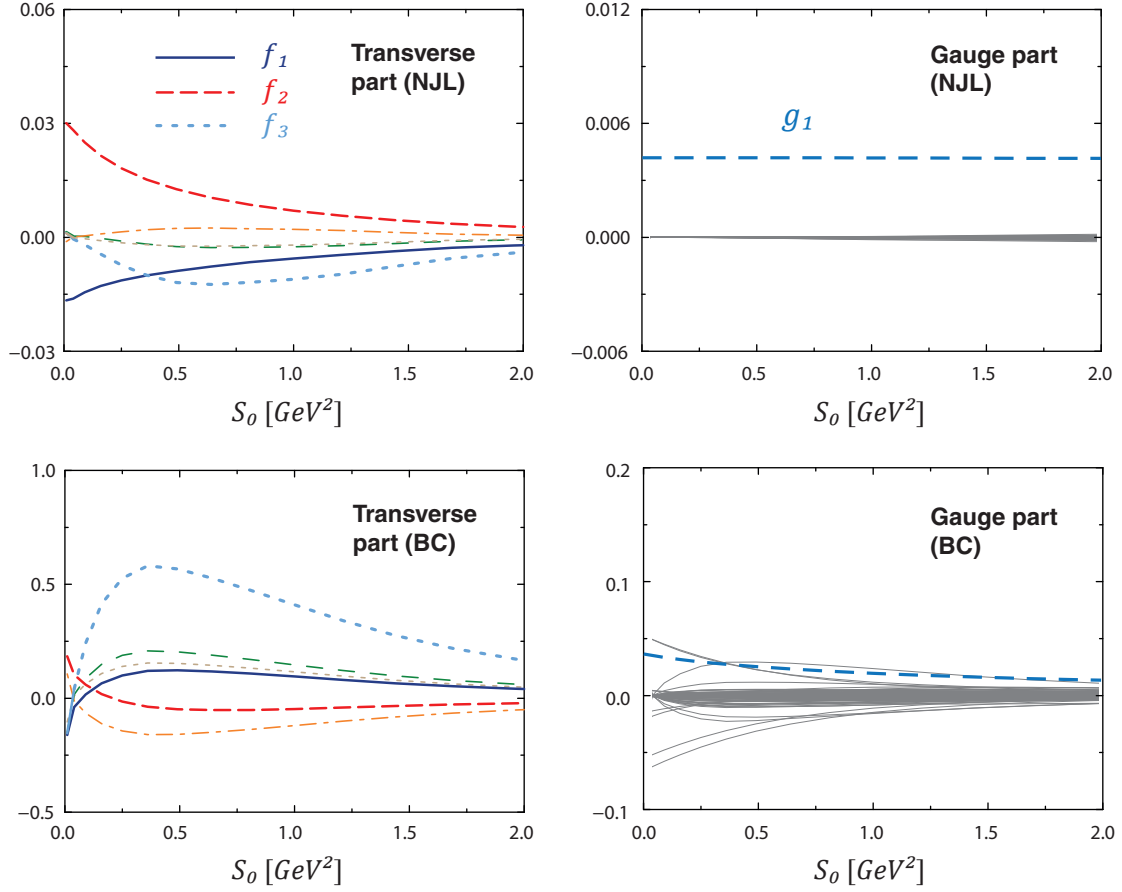 0.06
0.03
0.00
−0.03
f₁
f₂
f₃
Transverse
part (NJL)
0.0 0.5 1.0 1.5 2.0
S₀ [GeV²]
0.012
0.006
0.000
−0.006
Gauge part
(NJL)
g₁
0.0 0.5 1.0 1.5 2.0
S₀ [GeV²]
1.0
0.5
0.0
−0.5
Transverse
part (BC)
0.0 0.5 1.0 1.5 2.0
S₀ [GeV²]
0.2
0.1
0.0
−0.1
Gauge part
(BC)
0.0 0.5 1.0 1.5 2.0
S₀ [GeV²]